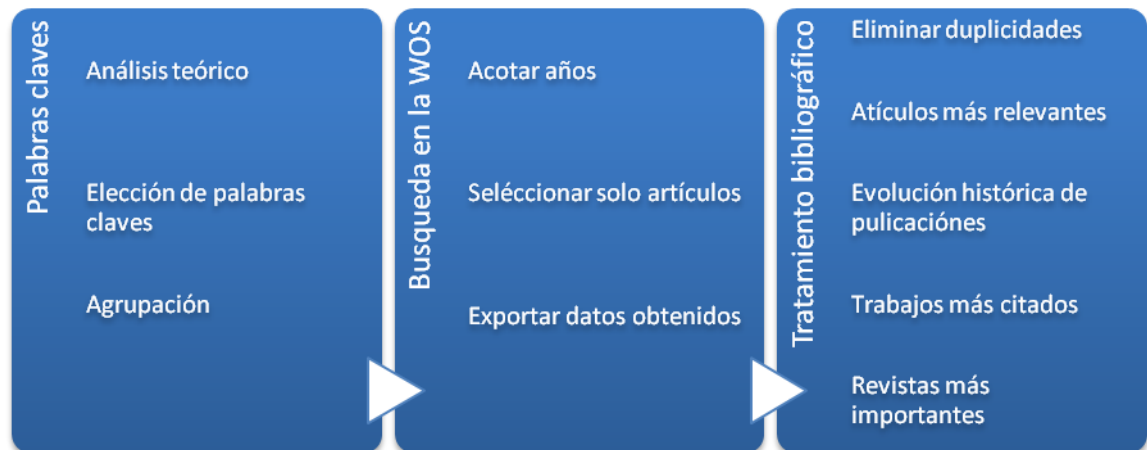 Palabras claves
Análisis teórico
Elección de palabras
claves
Agrupación
Busqueda en la WOS
Acotar años
Seléccionar solo artículos
Exportar datos obtenidos
Tratamiento bibliográfico
Eliminar duplicidades
Atículos más relevantes
Evolución histórica de
pulicaciónes
Trabajos más citados
Revistas más
importantes